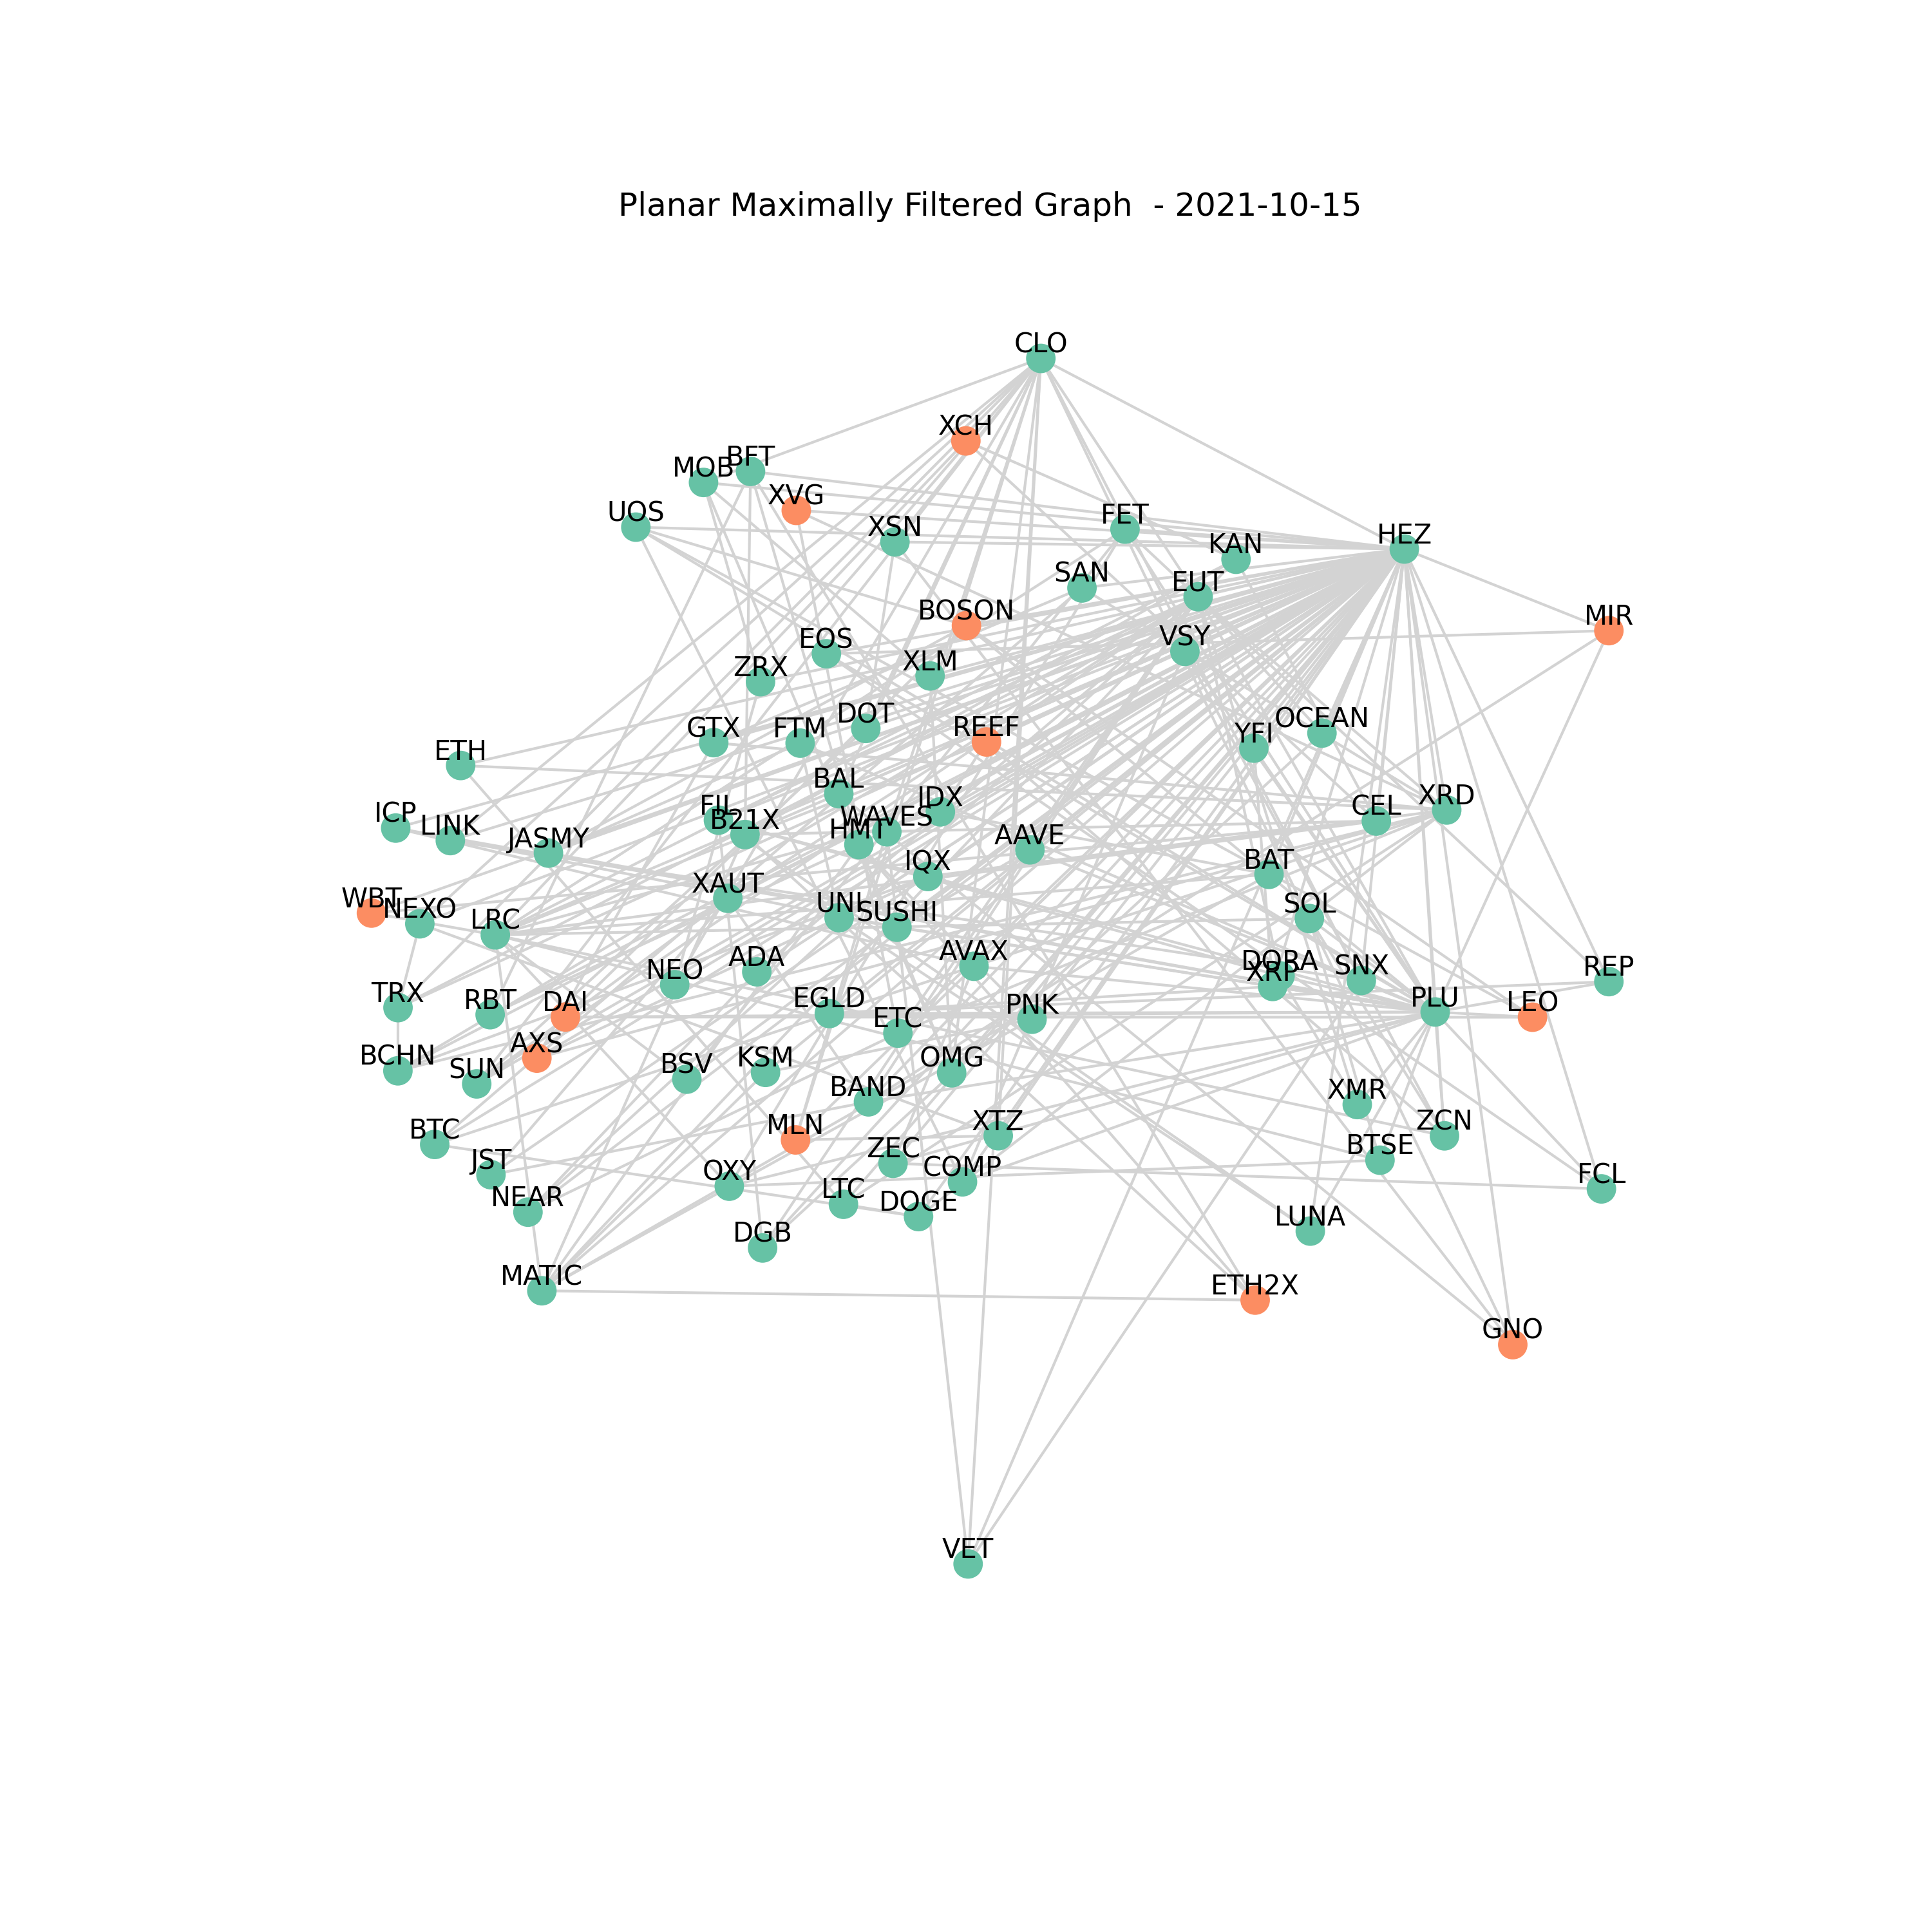 Planar Maximally Filtered Graph - 2021-10-15
CLO
XCH
BFT
MOB
XVG
UOS
XSN
FET
HEZ
KAN
SAN
EUT
BOSON
MIR
EOS
VSY
XLM
ZRX
DOT
OCEAN
REEF
GTX
FTM
YFI
ETH
BAL
IDX
XRD
FIL
CEL
ICP
WAVES
B21X
LINK
HMT
JASMY
AAVE
BAT
IQX
XAUT
WBT
UNI
SOL
NEXO
SUSHI
LRC
AVAX
ADA
DORA
SNX
REP
NEO
XRP
TRX
EGLD
PLU
RBT
DAI
PNK
LEO
ETC
AXS
BCHN
OMG
KSM
BSV
SUN
BAND
XMR
XTZ
ZCN
MLN
BTC
BTSE
ZEC
JST
COMP
OXY
FCL
LTC
NEAR
DOGE
LUNA
DGB
MATIC
ETH2X
GNO
VET